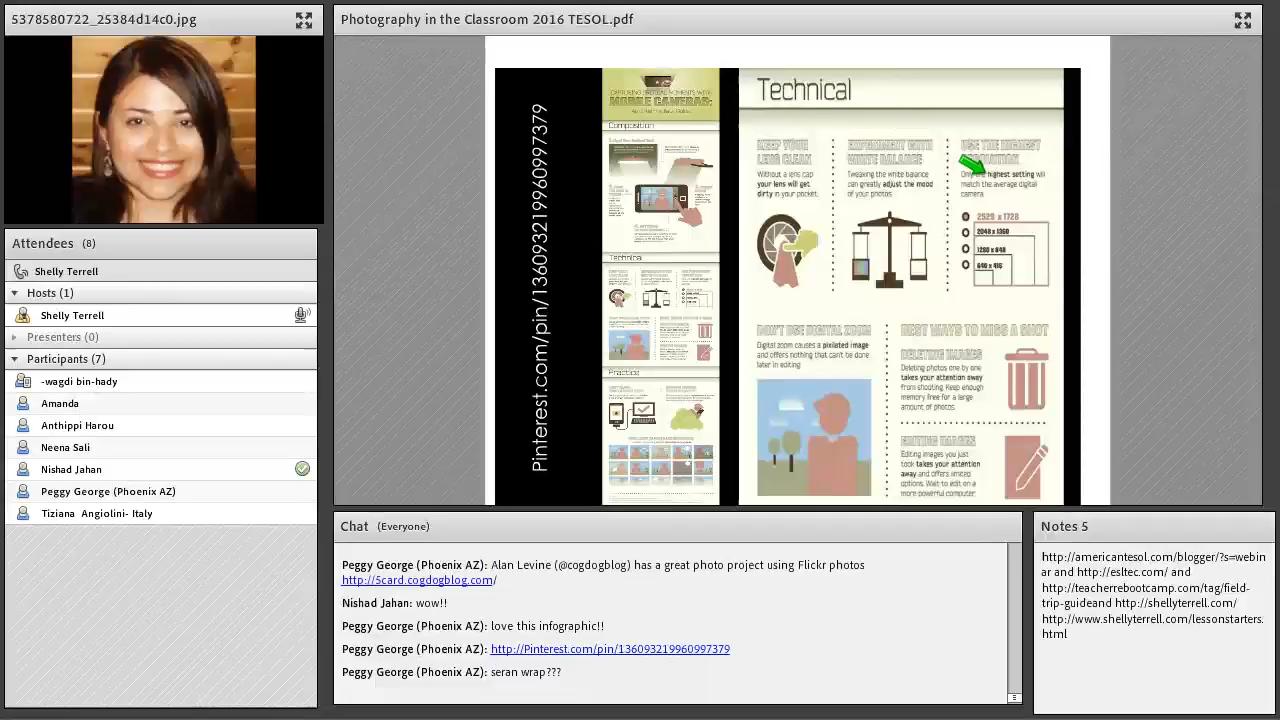 5378580722_25384d14c0.jpg
Attendees (8)
Shelly Terrell
Hosts (1)
Shelly Terrell
Presenters (0)
Participants (7)
-wagdi bin-hady
Amanda
Anthippi Harou
Neena Sali
Nishad Jahan
Peggy George (Phoenix AZ)
Tiziana Angiolini- Italy
Photography in the Classroom 2016 TESOL.pdf
Pinterest.com/pin/136093219960997379
MOBILE CAMERAS:
Composition
Technical
Practice
Technical
KEEP YOUR
LENS CLEAN
Without a lens cap
your lens will get
dirty in your pocket.
EXPERIMENT WITH
WHITE BALANCE
Tweaking the white balance
can greatly adjust the mood
of your photos
USE THE HIGHEST
highest setting will
match the average digital
camera
2529 x 1728
2048 x 1360
1280 x 848
640 x 416
DON'T USE DIGITAL ZOOM
Digital zoom causes a pixilated image
and offers nothing that can't be done
later in editing
BEST WAYS TO MISS A SHOT
DELETING IMAGES
Deleting photos one by one
takes your attention away
from shooting. Keep enough
memory free for a large
amount of photos.
EDITING IMAGES
Editing images you just
took takes your attention
away and offers limited
options. Wait to edit on a
more powerful computer.
Chat (Everyone)
Peggy George (Phoenix AZ): Alan Levine (@cogdogblog) has a great photo project using Flickr photos
http://5card.cogdogblog.com/
Nishad Jahan: wow!!
Peggy George (Phoenix AZ): love this infographic!!
Peggy George (Phoenix AZ): http://Pinterest.com/pin/136093219960997379
Peggy George (Phoenix AZ): seran wrap???
Notes 5
http://americantesol.com/blogger/?s=webin
ar and http://esltec.com/ and
http://teacherrebootcamp.com/tag/field-
trip-guideand http://shellyterrell.com/
http://www.shellyterrell.com/lessonstarters.
html